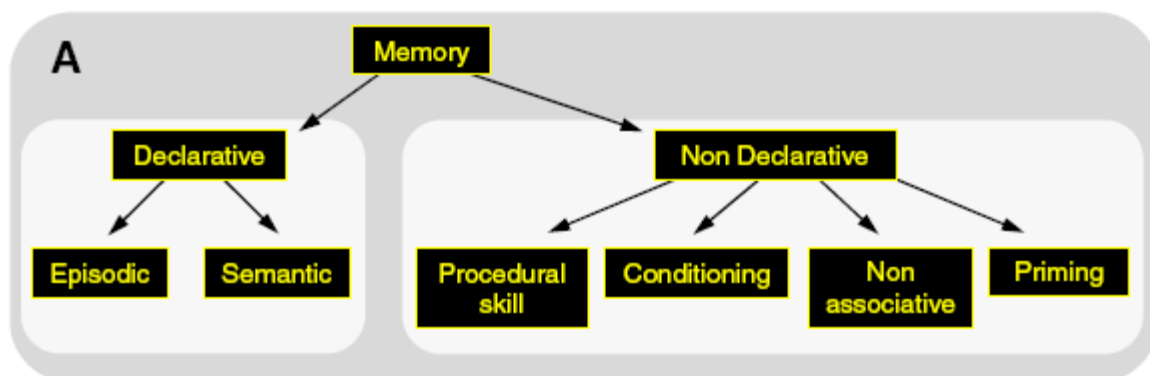 A
Memory
Declarative
Non Declarative
Episodic
Semantic
Procedural
skill
Conditioning
Non
associative
Priming